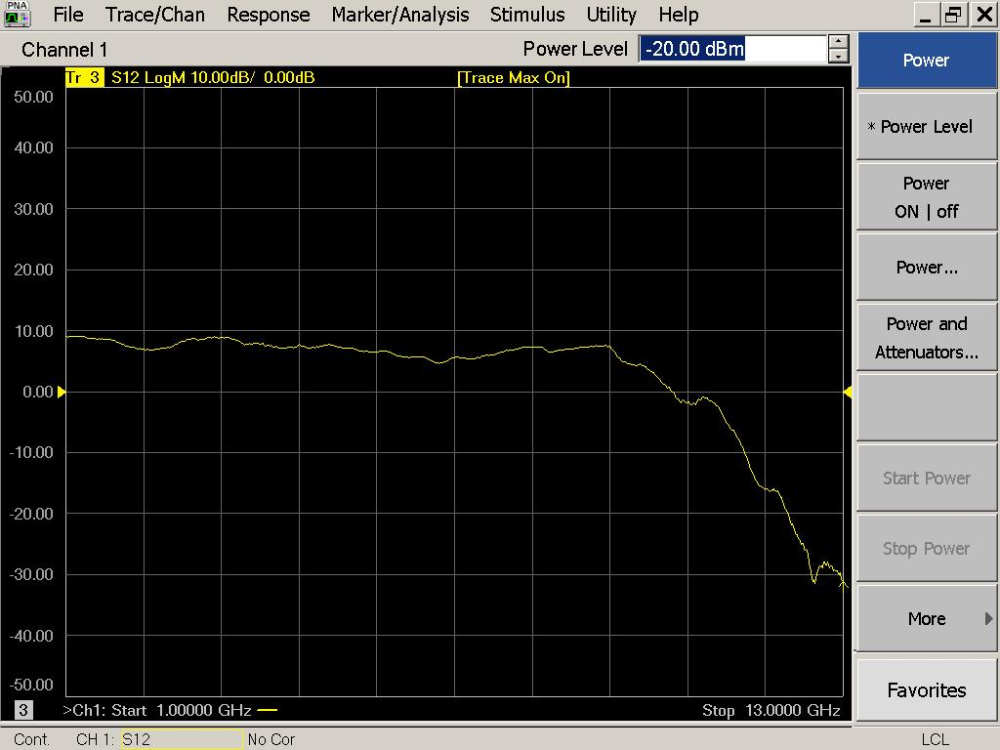 PNA
File Trace/Chan Response Marker/Analysis Stimulus Utility Help
Channel 1 Power Level -20.00 dBm
Tr 3 S12 LogM 10.00dB/ 0.00dB [Trace Max On]
50.00
40.00
30.00
20.00
10.00
0.00
-10.00
-20.00
-30.00
-40.00
-50.00
3 >Ch1: Start 1.00000 GHz Stop 13.0000 GHz
Cont. CH 1: S12 No Cor LCL
Power
* Power Level
Power
ON | off
Power...
Power and
Attenuators...
Start Power
Stop Power
More
Favorites